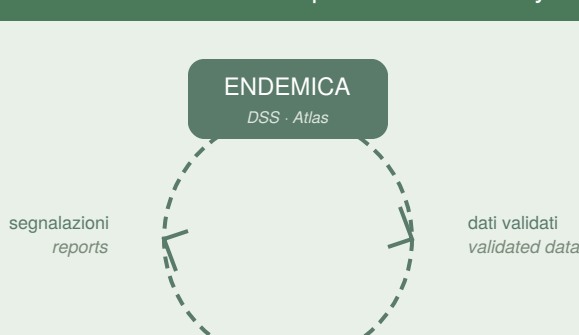 ENDEMICA
DSS · Atlas
segnalazioni
reports
dati validati
validated data